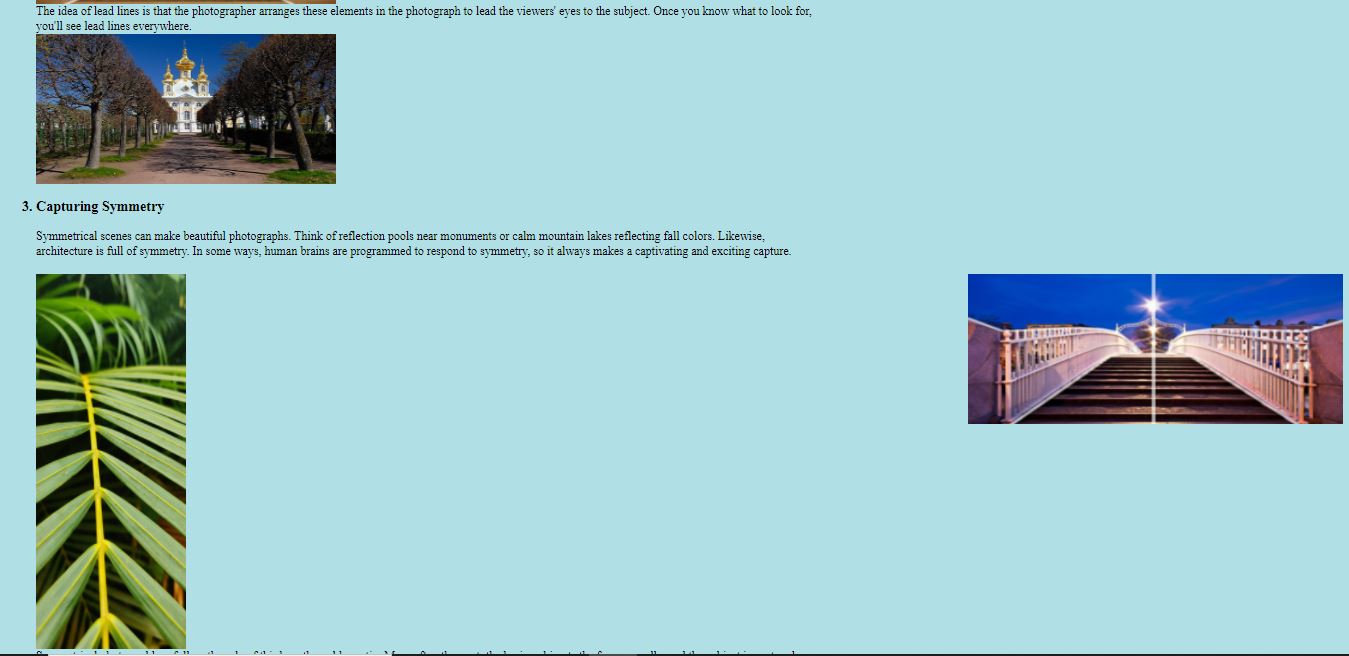 The idea of lead lines is that the photographer arranges these elements in the photograph to lead the viewers' eyes to the subject. Once you know what to look for,
you'll see lead lines everywhere.
3. Capturing Symmetry
Symmetrical scenes can make beautiful photographs. Think of reflection pools near monuments or calm mountain lakes reflecting fall colors. Likewise,
architecture is full of symmetry. In some ways, human brains are programmed to respond to symmetry, so it always makes a captivating and exciting capture.